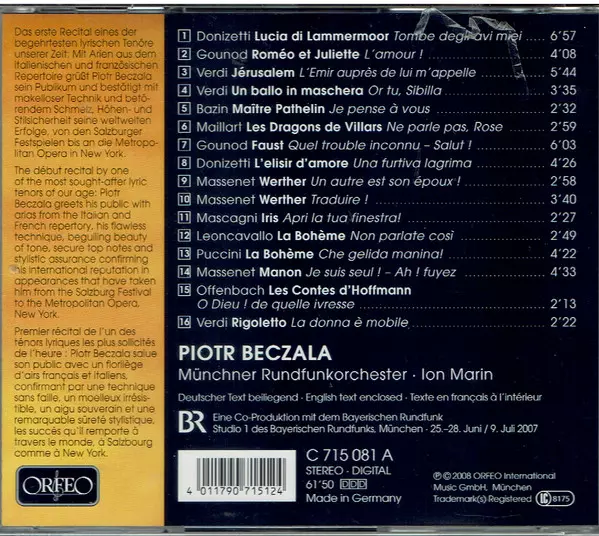 Das erste Recital eines der
begehrtesten lyrischen Tenöre
unserer Zeit: Mit Arien aus dem
italienischen und französischen
Repertoire grüßt Piotr Beczala
sein Publikum und bestätigt mit
makelloser Technik und betö-
rendem Schmelz, Höhen- und
Stilsicherheit seine weltweiten
Erfolge, von den Salzburger
Festspielen bis an die Metropo-
litan Opera in New York.
The début recital by one
of the most sought-after lyric
tenors of our age: Piotr
Beczala greets his public with
arias from the Italian and
French repertory, his flawless
technique, beguiling beauty
of tone, secure top notes and
stylistic assurance confirming
his international reputation in
appearances that have taken
him from the Salzburg Festival
to the Metropolitan Opera,
New York.
Premier récital de l'un des
ténors lyriques les plus sollicités
de l'heure : Piotr Beczala salue
son public avec un florilège
d'airs français et italiens,
confirmant par une technique
sans faille, un moelleux irrésis-
tible, un aigu souverain et une
remarquable sûreté stylistique,
les succès qu'il remporte à
travers le monde, à Salzbourg
comme à New York.
ORFEO
1 Donizetti Lucia di Lammermoor Tombe degli avi miei ... 6'57
2 Gounod Roméo et Juliette L'amour ! ... 4'08
3 Verdi Jérusalem L'Emir auprès de lui m'appelle ... 5'44
4 Verdi Un ballo in maschera Or tu, Sibilla ... 3'35
5 Bazin Maître Pathelin Je pense à vous ... 2'32
6 Maillart Les Dragons de Villars Ne parle pas, Rose ... 2'59
7 Gounod Faust Quel trouble inconnu – Salut ! ... 6'03
8 Donizetti L'elisir d'amore Una furtiva lagrima ... 4'26
9 Massenet Werther Un autre est son époux ! ... 2'58
10 Massenet Werther Traduire ! ... 3'40
11 Mascagni Iris Apri la tua finestra! ... 2'27
12 Leoncavallo La Bohème Non parlate così ... 2'49
13 Puccini La Bohème Che gelida manina! ... 4'22
14 Massenet Manon Je suis seul ! – Ah ! fuyez ... 4'33
15 Offenbach Les Contes d'Hoffmann
O Dieu ! de quelle ivresse ... 2'13
16 Verdi Rigoletto La donna è mobile ... 2'22
PIOTR BECZALA
Münchner Rundfunkorchester · Ion Marin
Deutscher Text beiliegend · English text enclosed · Texte en français à l'intérieur
BR Eine Co-Produktion mit dem Bayerischen Rundfunk
Studio 1 des Bayerischen Rundfunks, München · 25.-28. Juni / 9. Juli 2007
4 011790 715124
C 715 081 A
STEREO · DIGITAL
61'50 DDD
Made in Germany
℗ © 2008 ORFEO International
Music GmbH, München
Trademark(s) Registered
LC 8175